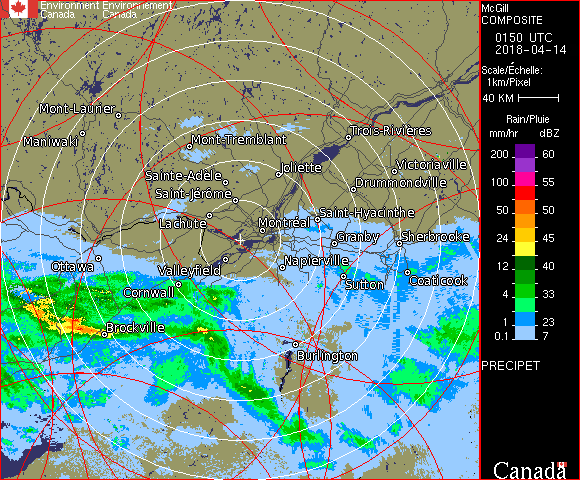 Environment Environnement
Canada Canada
McGill
COMPOSITE
0150 UTC
2018-04-14
Scale/Échelle:
1km/Pixel
40 KM
Rain/Pluie
mm/hr dBZ
200 60
100 55
50 50
24 45
12 40
4 33
1 23
0.1 7
PRECIPET
Canada
Mont-Laurier
Maniwaki
Mont-Tremblant
Trois-Rivières
Sainte-Adèle
Joliette
Victoriaville
Saint-Jérôme
Drummondville
Lachute
Montréal
Saint-Hyacinthe
Granby
Sherbrooke
Ottawa
Valleyfield
Napierville
Cornwall
Sutton
Coaticook
Brockville
Burlington